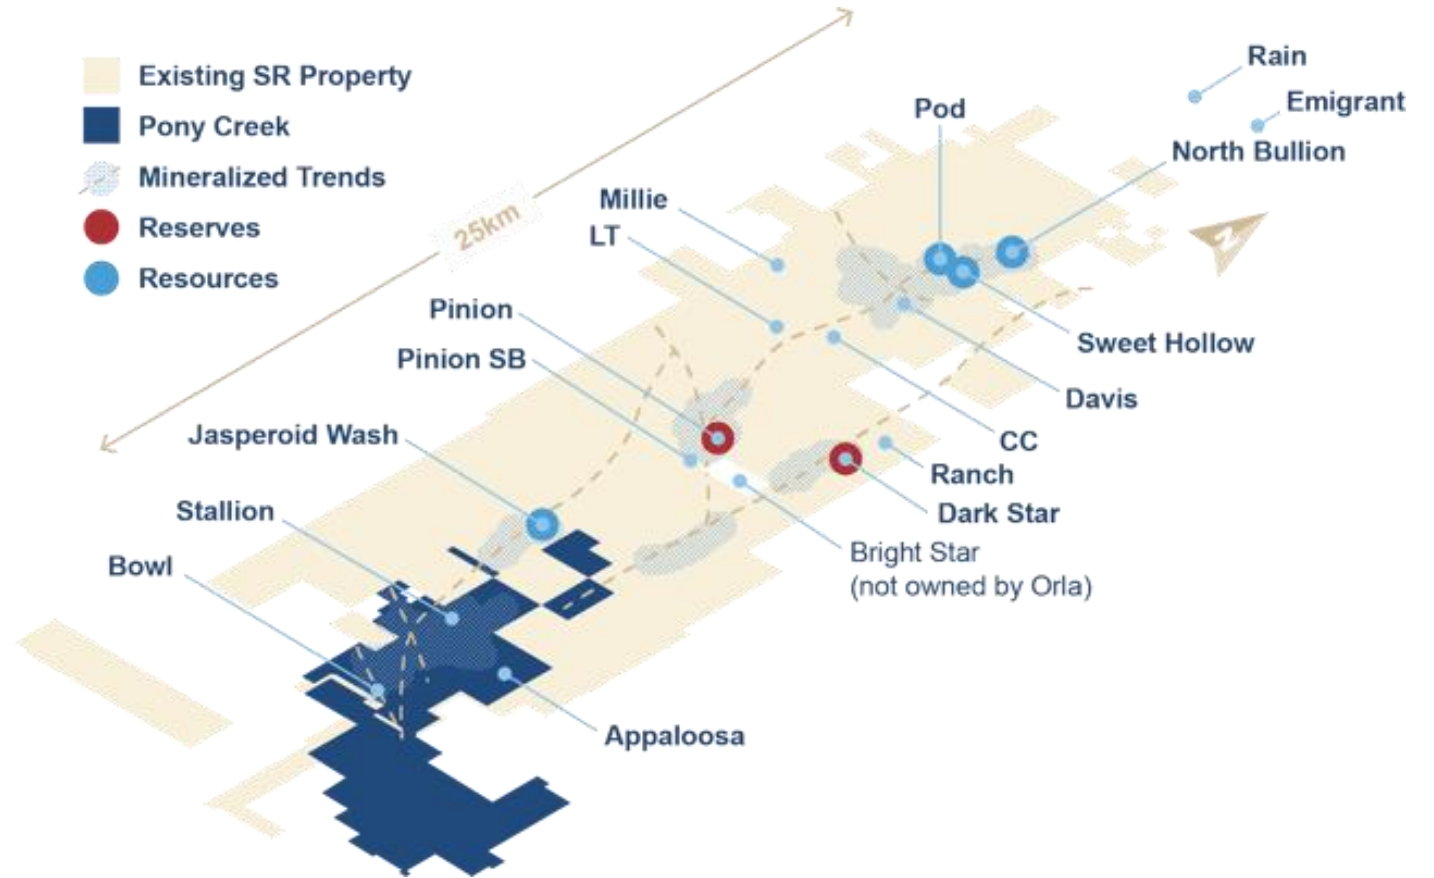 Existing SR Property
Pony Creek
Mineralized Trends
Reserves
Resources
25km
Rain
Emigrant
Pod
North Bullion
Millie
LT
N
Pinion
Pinion SB
Sweet Hollow
Davis
Jasperoid Wash
CC
Ranch
Stallion
Dark Star
Bright Star
(not owned by Orla)
Bowl
Appaloosa